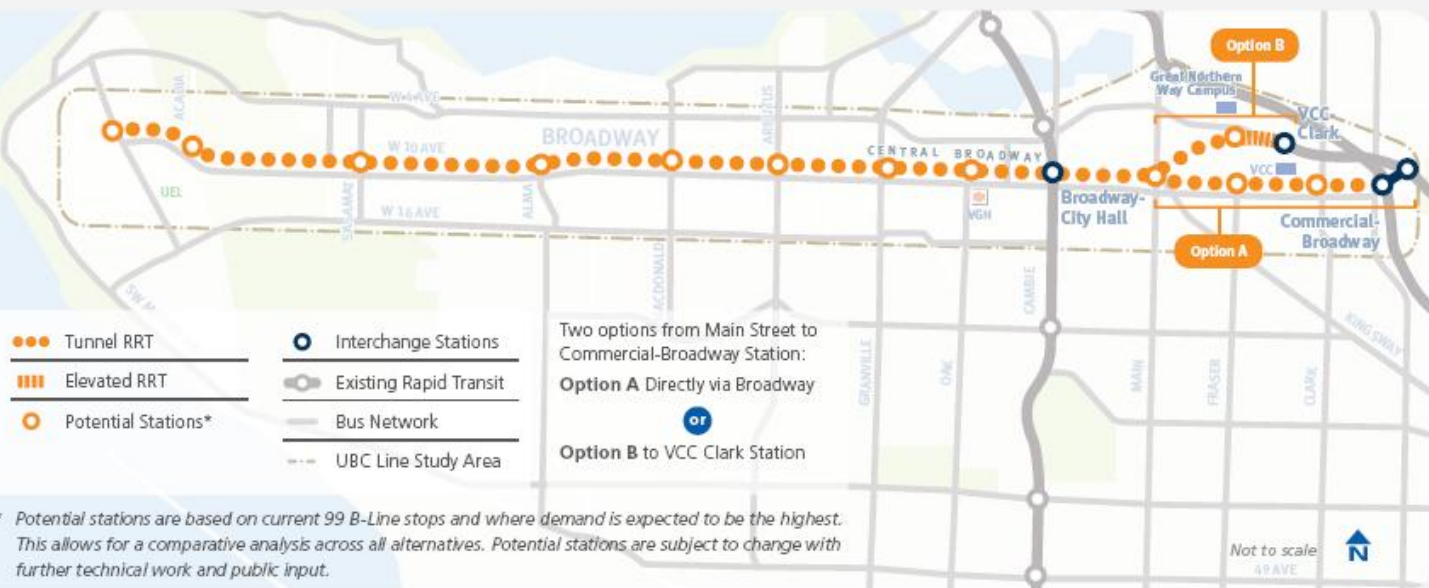 Option B
Great Northern
Way Campus
VCC
Clark
ACADIA
W 4 AVE
ARBUTUS
BROADWAY
W 10 AVE
CENTRAL BROADWAY
VCC
UEL
SASAMAT
W 16 AVE
ALMA
VGH
Broadway-
City Hall
Commercial-
Broadway
Option A
MACDONALD
CAMBIE
SW
KINGSWAY
GRANVILLE
OAK
MAIN
FRASER
CLARK
Tunnel RRT
Elevated RRT
Potential Stations*
Interchange Stations
Existing Rapid Transit
Bus Network
UBC Line Study Area
Two options from Main Street to
Commercial-Broadway Station:
Option A Directly via Broadway
or
Option B to VCC Clark Station
* Potential stations are based on current 99 B-Line stops and where demand is expected to be the highest.
This allows for a comparative analysis across all alternatives. Potential stations are subject to change with
further technical work and public input.
Not to scale
N
49 AVE